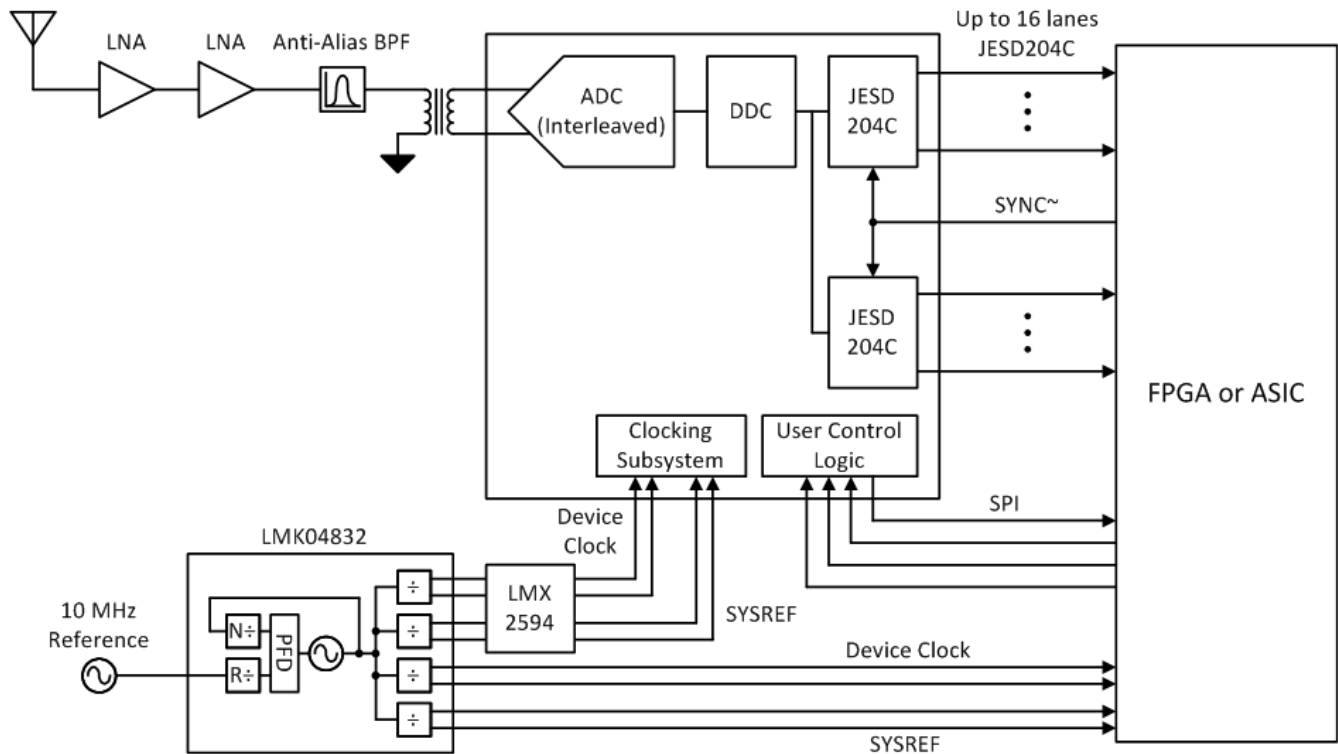 Up to 16 lanes
JESD204C
LNA
LNA
Anti-Alias BPF
ADC
(Interleaved)
DDC
JESD
204C
SYNC~
JESD
204C
FPGA or ASIC
Clocking
Subsystem
User Control
Logic
SPI
Device
Clock
LMK04832
÷
LMX
2594
10 MHz
Reference
N÷
PFD
R÷
÷
SYSREF
÷
Device Clock
÷
SYSREF